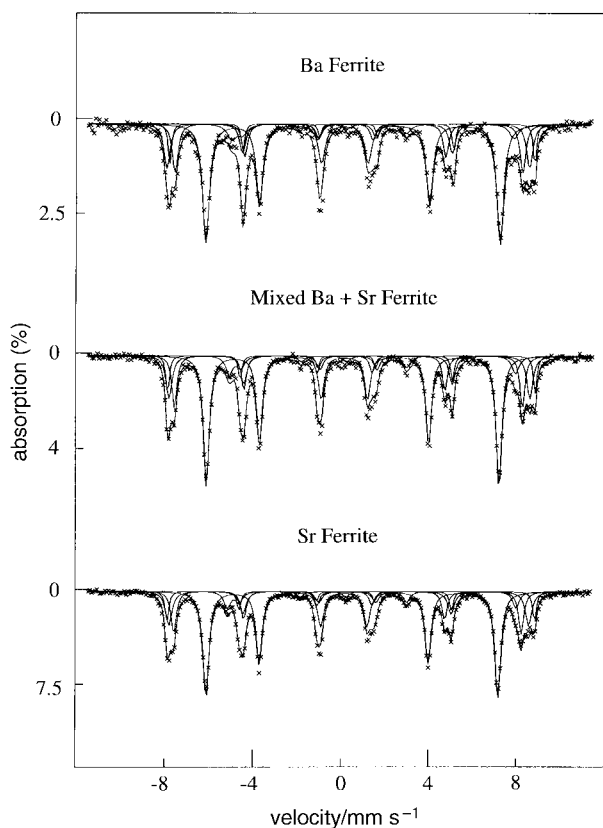 Ba Ferrite
0
2.5
Mixed Ba + Sr Ferrite
0
4
absorption (%)
Sr Ferrite
0
7.5
-8 -4 0 4 8
velocity/mm s⁻¹